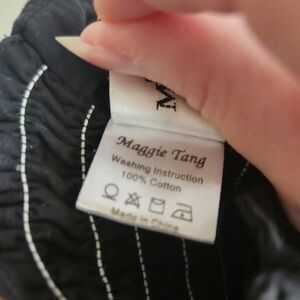 M
Maggie Tang
Washing Instruction
100% Cotton
Made in China